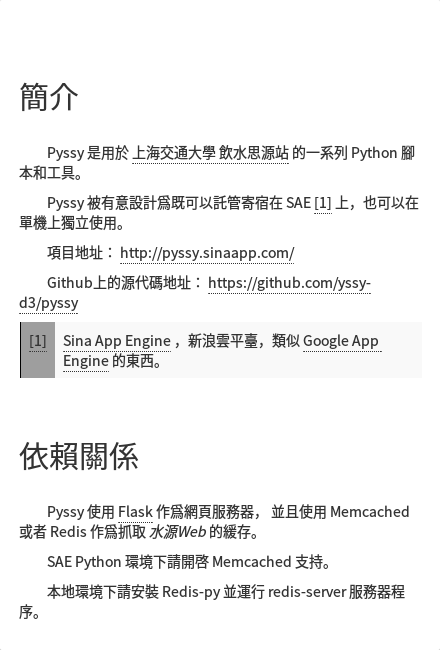 簡介
Pyssy 是用於 上海交通大學 飲水思源站 的一系列 Python 腳
本和工具。
Pyssy 被有意設計爲既可以託管寄宿在 SAE [1] 上，也可以在
單機上獨立使用。
項目地址： http://pyssy.sinaapp.com/
Github上的源代碼地址： https://github.com/yssy-
d3/pyssy
[1] Sina App Engine ，新浪雲平臺，類似 Google App
Engine 的東西。
依賴關係
Pyssy 使用 Flask 作爲網頁服務器， 並且使用 Memcached
或者 Redis 作爲抓取 水源Web 的緩存。
SAE Python 環境下請開啓 Memcached 支持。
本地環境下請安裝 Redis-py 並運行 redis-server 服務器程
序。